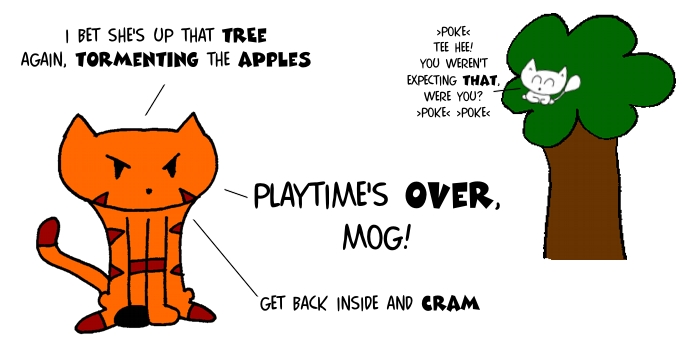 I BET SHE'S UP THAT TREE
AGAIN, TORMENTING THE APPLES
>POKE<
TEE HEE!
YOU WEREN'T
EXPECTING THAT,
WERE YOU?
>POKE< >POKE<
PLAYTIME'S OVER,
MOG!
GET BACK INSIDE AND CRAM